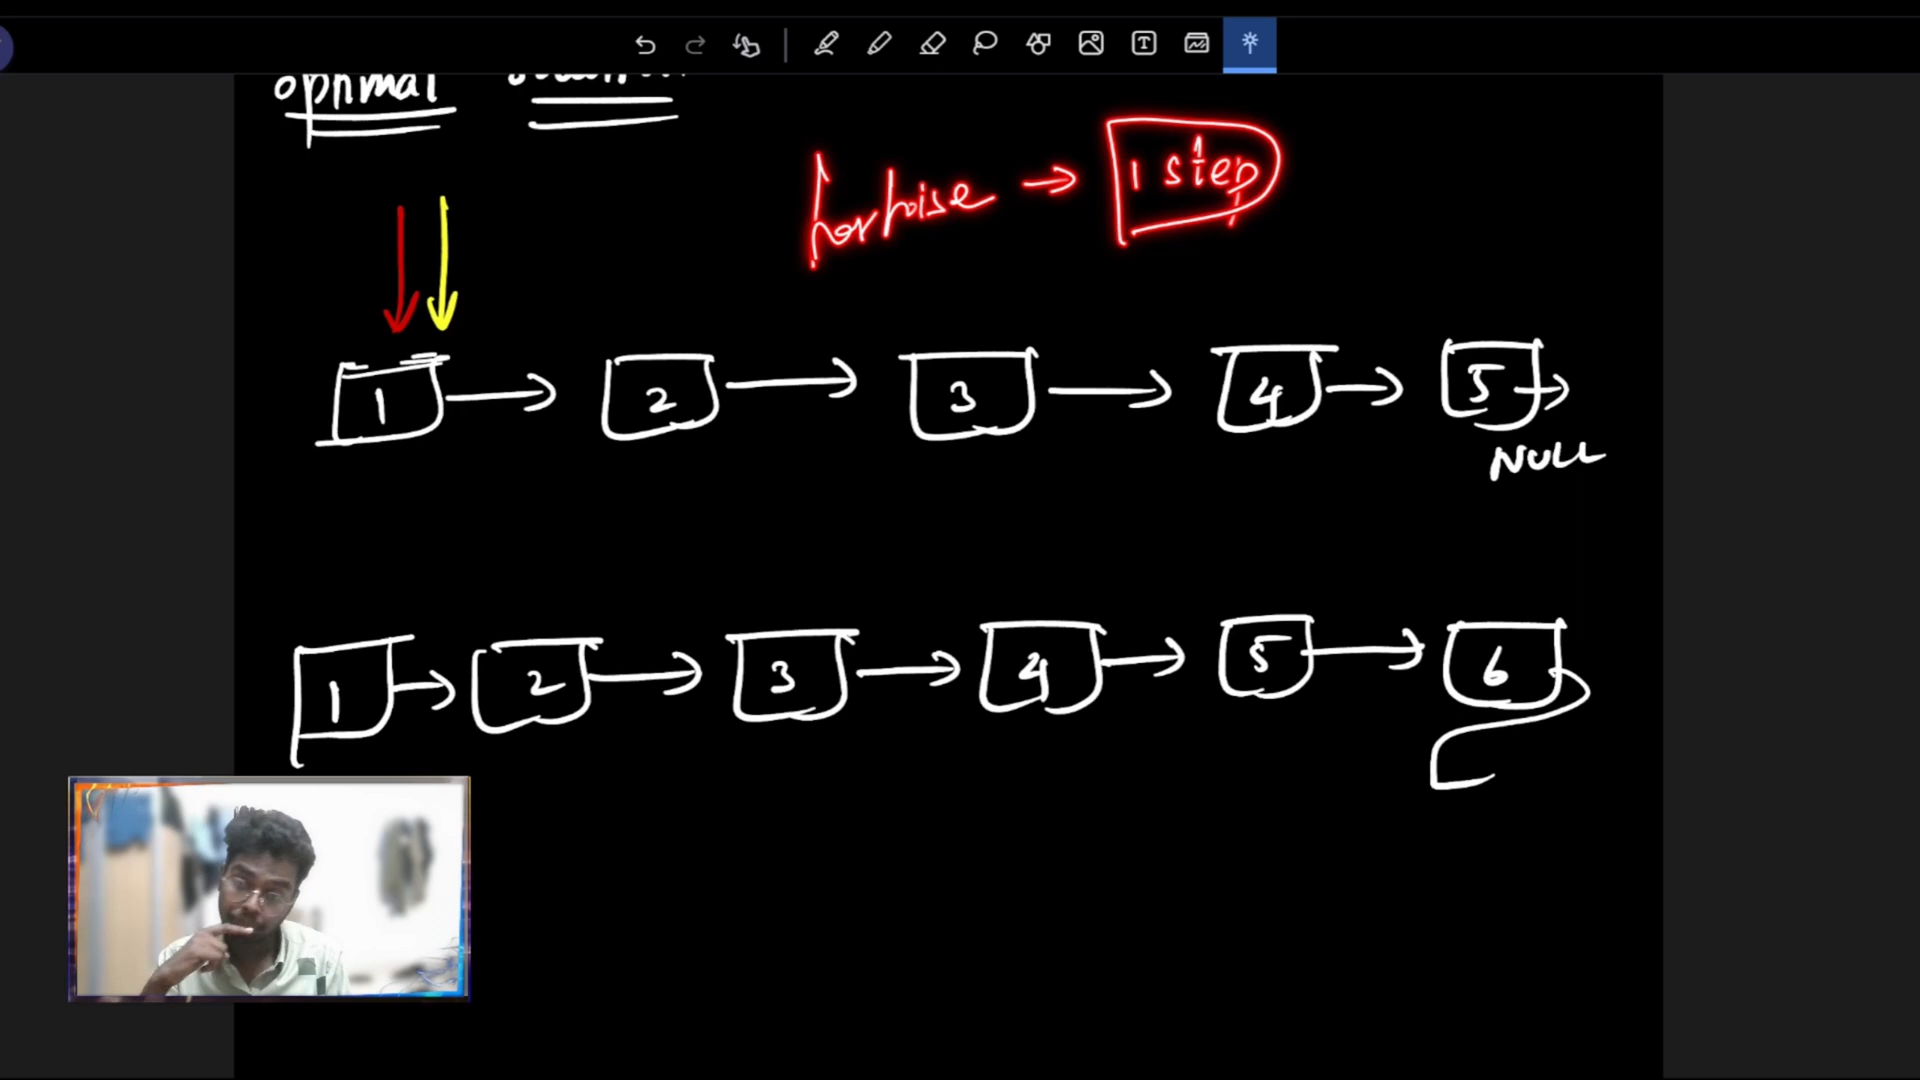 optimal
tortoise → 1 step
1 → 2 → 3 → 4 → 5 →
NULL
1 → 2 → 3 → 4 → 5 → 6